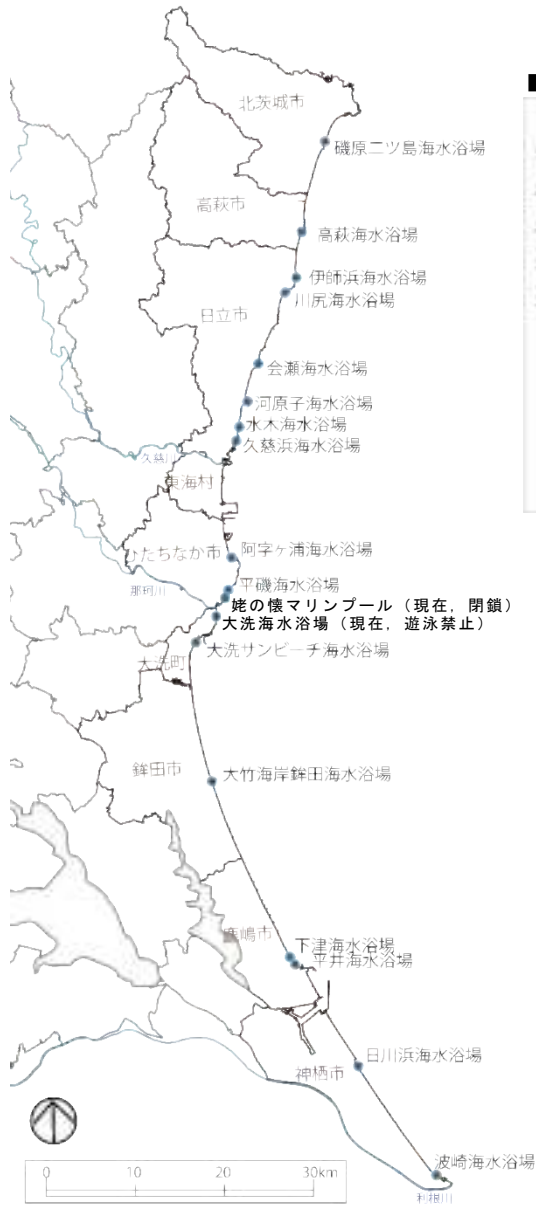 北茨城市
磯原二ツ島海水浴場
高萩市
高萩海水浴場
伊師浜海水浴場
川尻海水浴場
日立市
会瀬海水浴場
河原子海水浴場
水木海水浴場
久慈浜海水浴場
久慈川
東海村
ひたちなか市
阿字ヶ浦海水浴場
那珂川
平磯海水浴場
姥の懐マリンプール（現在，閉鎖）
大洗海水浴場（現在，遊泳禁止）
大洗サンビーチ海水浴場
大洗町
鉾田市
大竹海岸鉾田海水浴場
鹿嶋市
下津海水浴場
平井海水浴場
日川浜海水浴場
神栖市
波崎海水浴場
利根川
0 10 20 30km